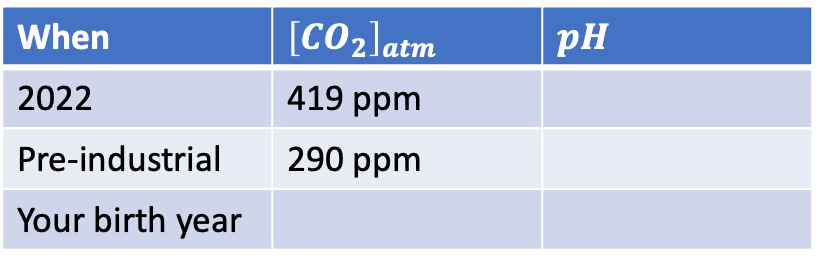 When [CO₂]atm pH
2022 419 ppm
Pre-industrial 290 ppm
Your birth year